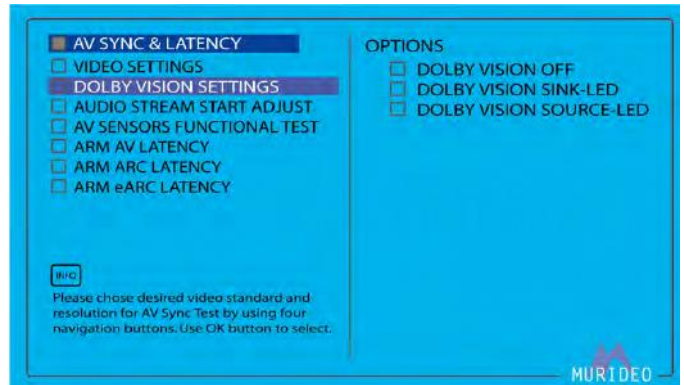 AV SYNC & LATENCY
VIDEO SETTINGS
DOLBY VISION SETTINGS
AUDIO STREAM START ADJUST
AV SENSORS FUNCTIONAL TEST
ARM AV LATENCY
ARM ARC LATENCY
ARM eARC LATENCY
INFO
Please chose desired video standard and
resolution for AV Sync Test by using four
navigation buttons. Use OK button to select.
OPTIONS
DOLBY VISION OFF
DOLBY VISION SINK-LED
DOLBY VISION SOURCE-LED
MURIDEO